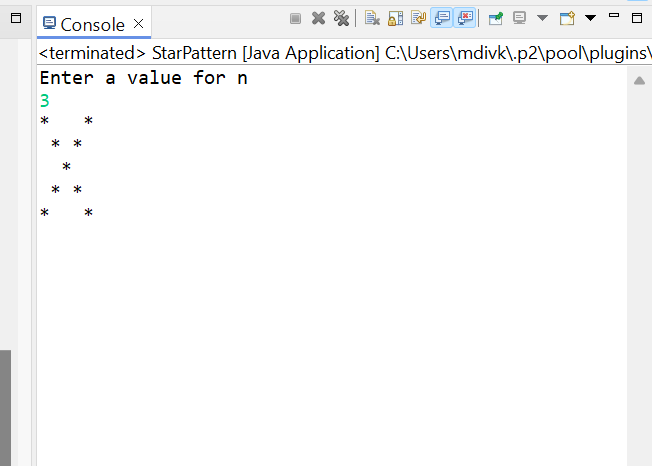 Console
<terminated> StarPattern [Java Application] C:\Users\mdivk\.p2\pool\plugins\
Enter a value for n
3
*   *
 * *
  *
 * *
*   *